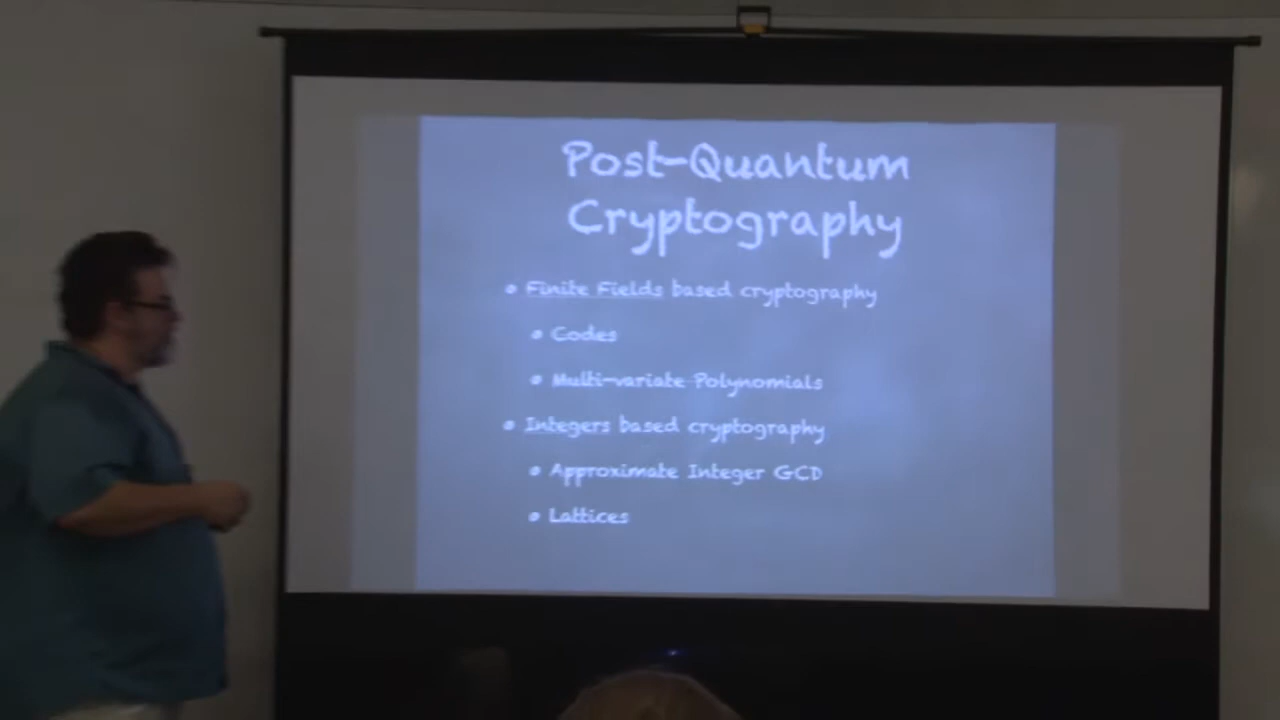 Post-Quantum
Cryptography
Finite Fields based cryptography
Codes
Multi-variate Polynomials
Integers based cryptography
Approximate Integer GCD
Lattices